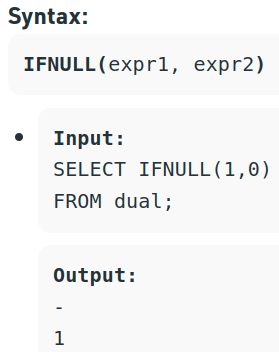 Syntax:
IFNULL(expr1, expr2)
Input:
SELECT IFNULL(1,0)
FROM dual;
Output:
-
1